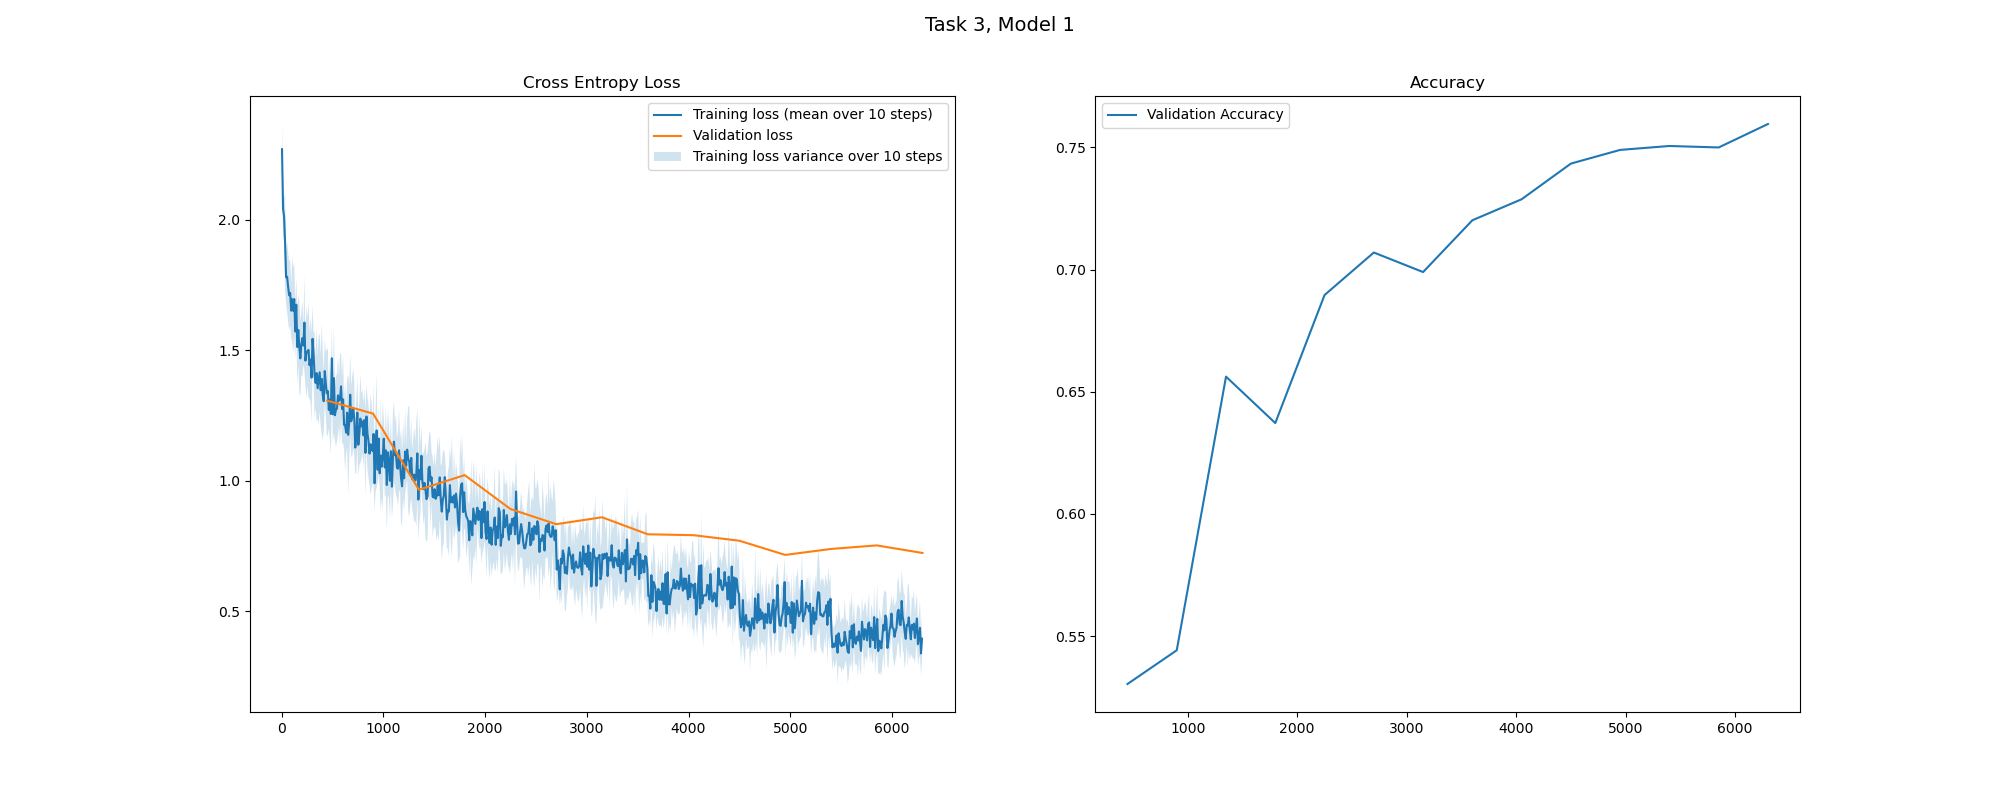 Task 3, Model 1
Cross Entropy Loss
Training loss (mean over 10 steps)
Validation loss
Training loss variance over 10 steps
2.0
1.5
1.0
0.5
0 1000 2000 3000 4000 5000 6000
Accuracy
Validation Accuracy
0.75
0.70
0.65
0.60
0.55
1000 2000 3000 4000 5000 6000